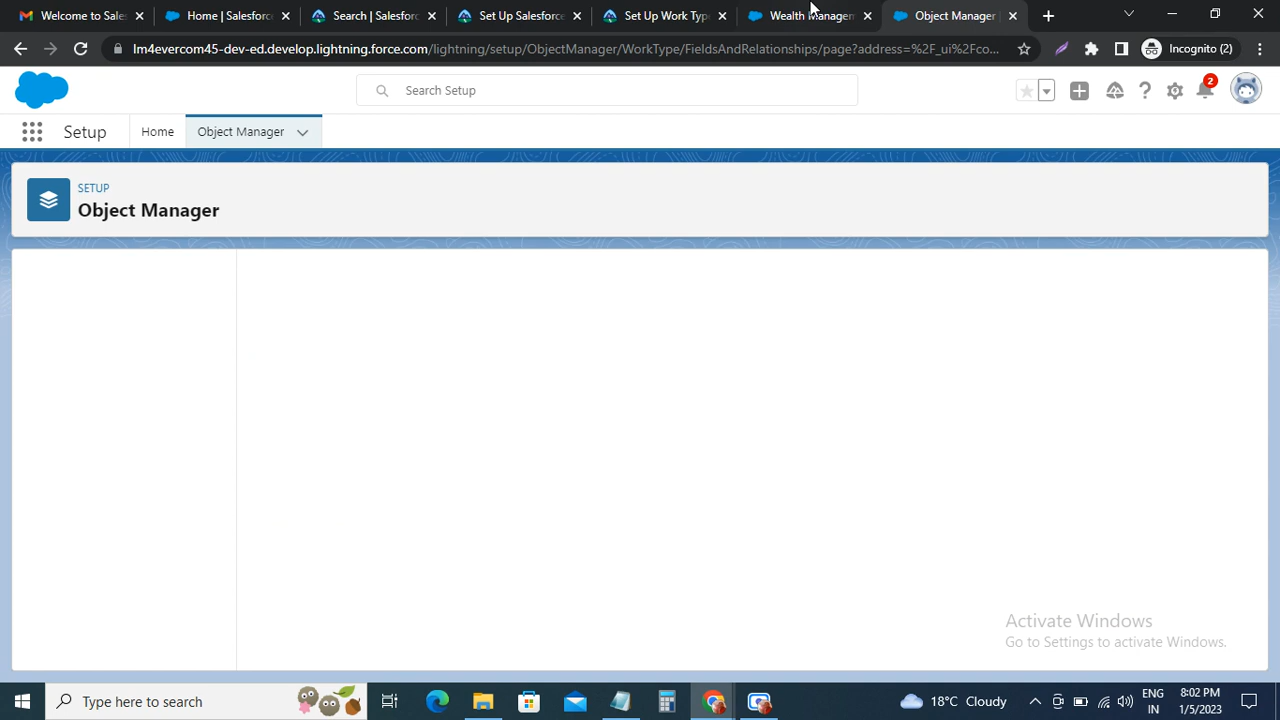 Welcome to Sales
Home | Salesforc
Search | Salesforc
Set Up Salesforce
Set Up Work Type
Wealth Managem
Object Manager
Im4evercom45-dev-ed.develop.lightning.force.com/lightning/setup/ObjectManager/WorkType/FieldsAndRelationships/page?address=%2F_ui%2Fco...
Incognito (2)
Search Setup
2
Setup
Home
Object Manager
SETUP
Object Manager
Activate Windows
Go to Settings to activate Windows.
Type here to search
18°C Cloudy
ENG
IN
8:02 PM
1/5/2023